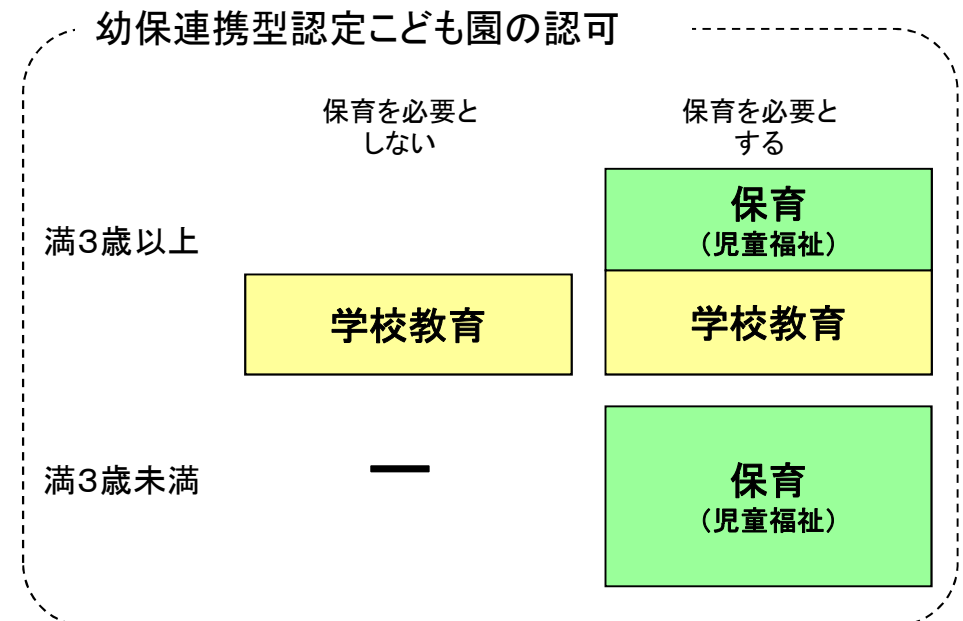 幼保連携型認定こども園の認可
保育を必要と
しない
保育を必要と
する
満３歳以上
保育
（児童福祉）
学校教育
学校教育
満３歳未満
ー
保育
（児童福祉）